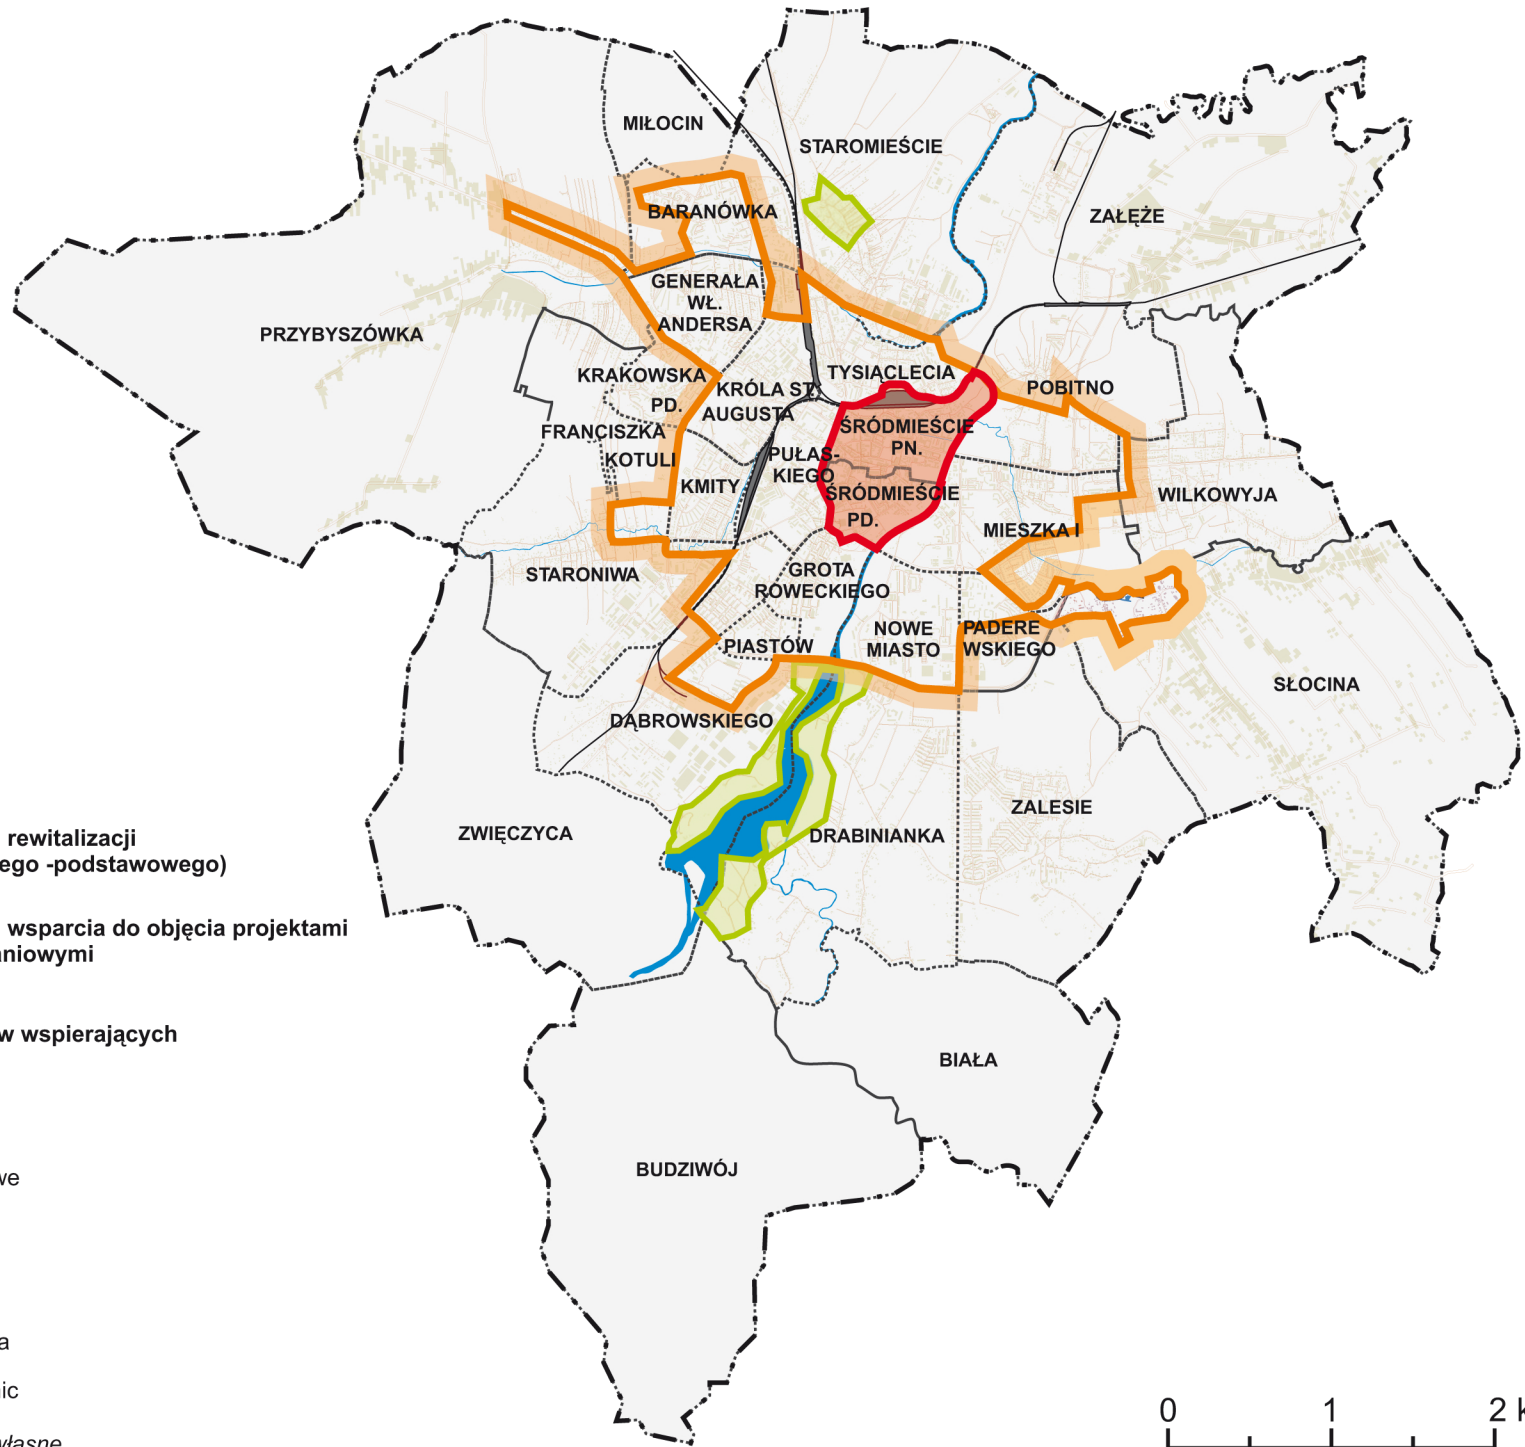 MIŁOCIN
STAROMIEŚCIE
BARANÓWKA
ZAŁĘŻE
GENERAŁA
WŁ.
ANDERSA
PRZYBYSZÓWKA
KRAKOWSKA
PD.
KRÓLA ST.
AUGUSTA
TYSIĄCLECIA
POBITNO
FRANCISZKA
KOTULI
ŚRÓDMIEŚCIE
PN.
PUŁAS-
KIEGO
KMITY
ŚRÓDMIEŚCIE
PD.
WILKOWYJA
MIESZKA I
STARONIWA
GROTA
ROWECKIEGO
NOWE
MIASTO
PADERE
WSKIEGO
PIASTÓW
SŁOCINA
DĄBROWSKIEGO
ZALESIE
ZWIĘCZYCA
DRABINIANKA
rewitalizacji
ego -podstawowego)
wsparcia do objęcia projektami
aniowymi
w wspierających
BIAŁA
BUDZIWÓJ
we
a
ic
własne
0 1 2 k